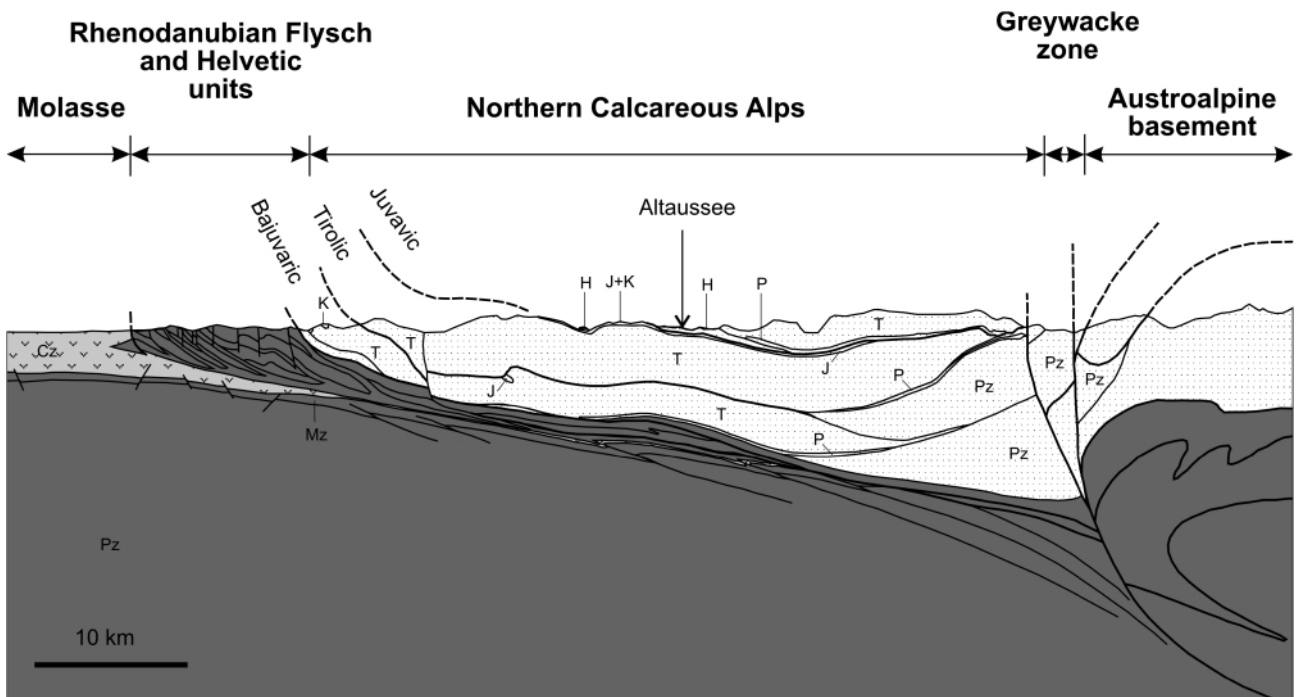 Rhenodanubian Flysch
and Helvetic
units
Greywacke
zone
Molasse
Northern Calcareous Alps
Austroalpine
basement
Bajuvaric
Tirolic
Juvavic
Altaussee
H
J+K
H
P
K
T
T
T
T
Cz
J
J
P
Pz
Pz
Pz
T
P
Pz
Mz
Pz
10 km